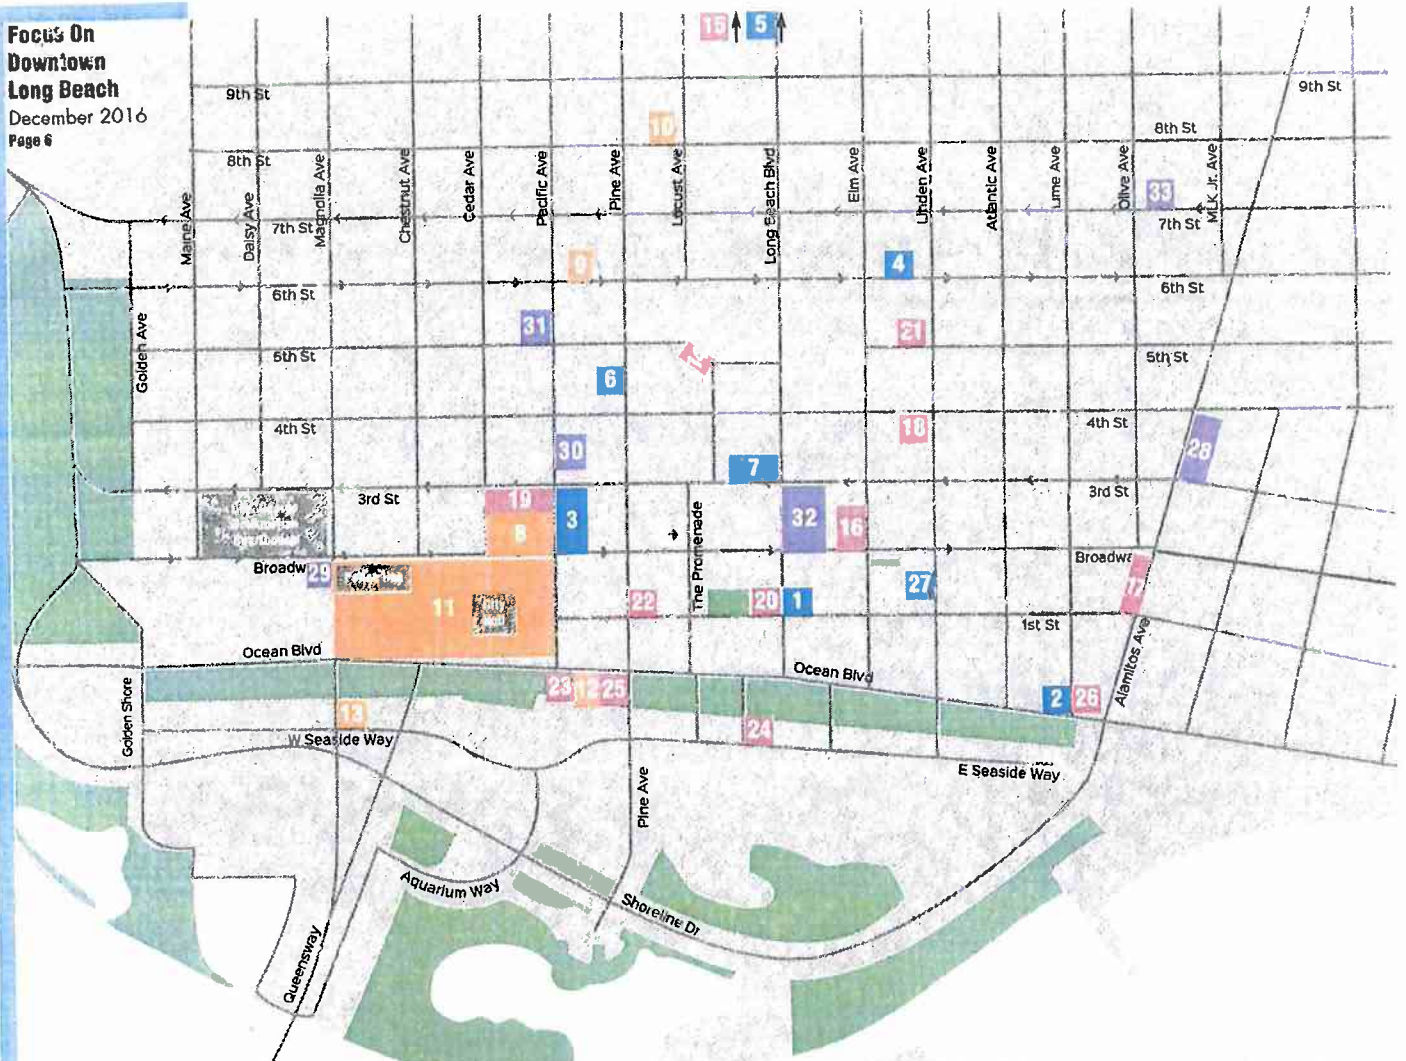 Focus On
Downtown
Long Beach
December 2016
Page 6
15
5
9th St
9th St
10
8th St
8th St
Maine Ave
Daisy Ave
Magnolia Ave
Chestnut Ave
Cedar Ave
Pacific Ave
Pine Ave
Locust Ave
Long Beach Blvd
Elm Ave
Linden Ave
Atlantic Ave
Lime Ave
Olive Ave
MLK Jr. Ave
33
7th St
7th St
9
4
6th St
6th St
Golden Ave
31
21
5th St
5th St
6
4th St
18
4th St
30
28
7
3rd St
3rd St
19
8
3
32
16
The Promenade
Broadw
29
11
Broadwa
17
27
22
20
1
1st St
Ocean Blvd
Ocean Blvd
Alamitos Ave
Golden Shore
23
12
25
2
26
13
24
W Seaside Way
E Seaside Way
Pine Ave
Aquarium Way
Shoreline Dr
Queensway